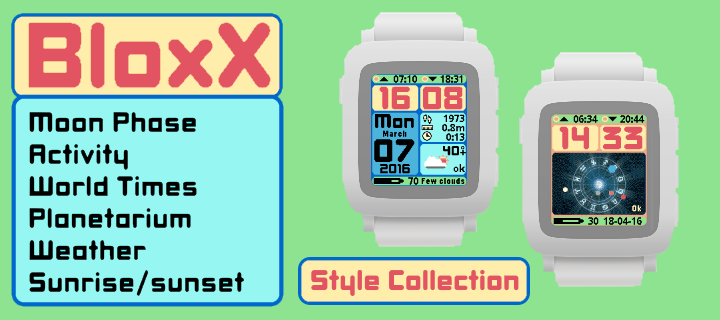 BloxX
Moon Phase
Activity
World Times
Planetarium
Weather
Sunrise/sunset
07:10 18:31
16 08
Mon
March
07
2016
1973
0.8m
0:13
40°
ok
70 Few clouds
06:34 20:44
14 33
Ok
30 18-04-16
Style Collection